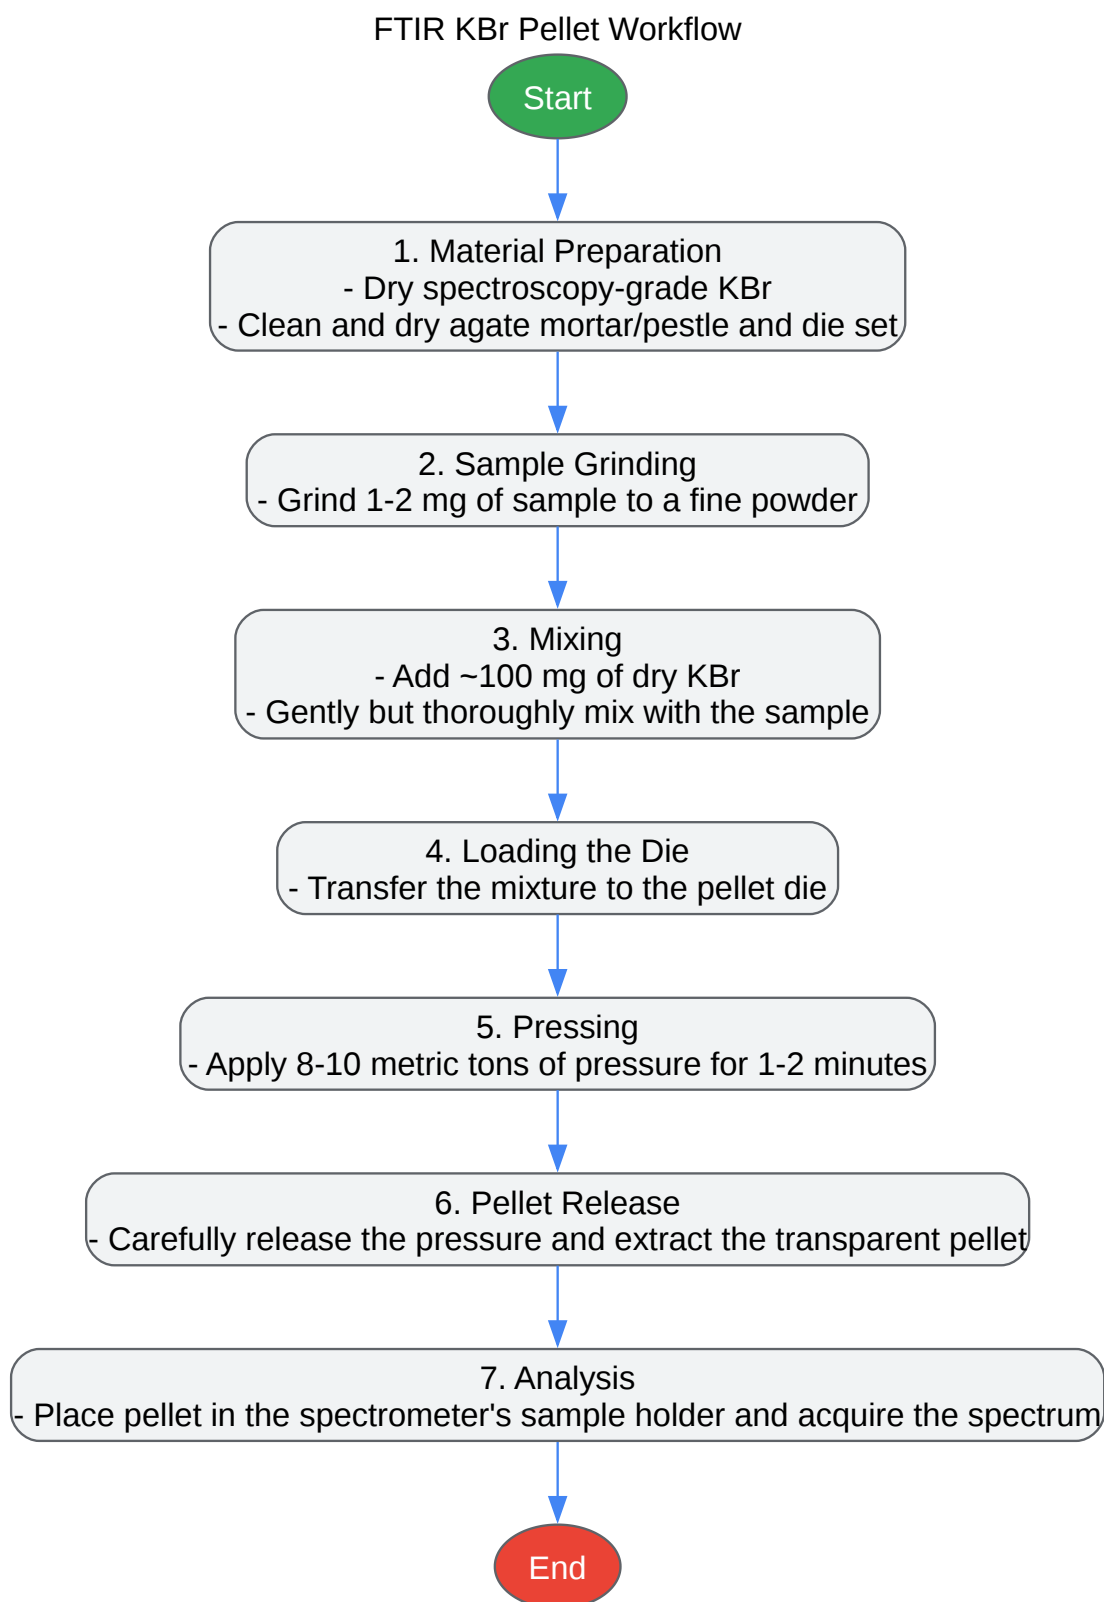 FTIR KBr Pellet Workflow
Start
1. Material Preparation
- Dry spectroscopy-grade KBr
- Clean and dry agate mortar/pestle and die set
2. Sample Grinding
- Grind 1-2 mg of sample to a fine powder
3. Mixing
- Add ~100 mg of dry KBr
- Gently but thoroughly mix with the sample
4. Loading the Die
- Transfer the mixture to the pellet die
5. Pressing
- Apply 8-10 metric tons of pressure for 1-2 minutes
6. Pellet Release
- Carefully release the pressure and extract the transparent pellet
7. Analysis
- Place pellet in the spectrometer's sample holder and acquire the spectrum
End